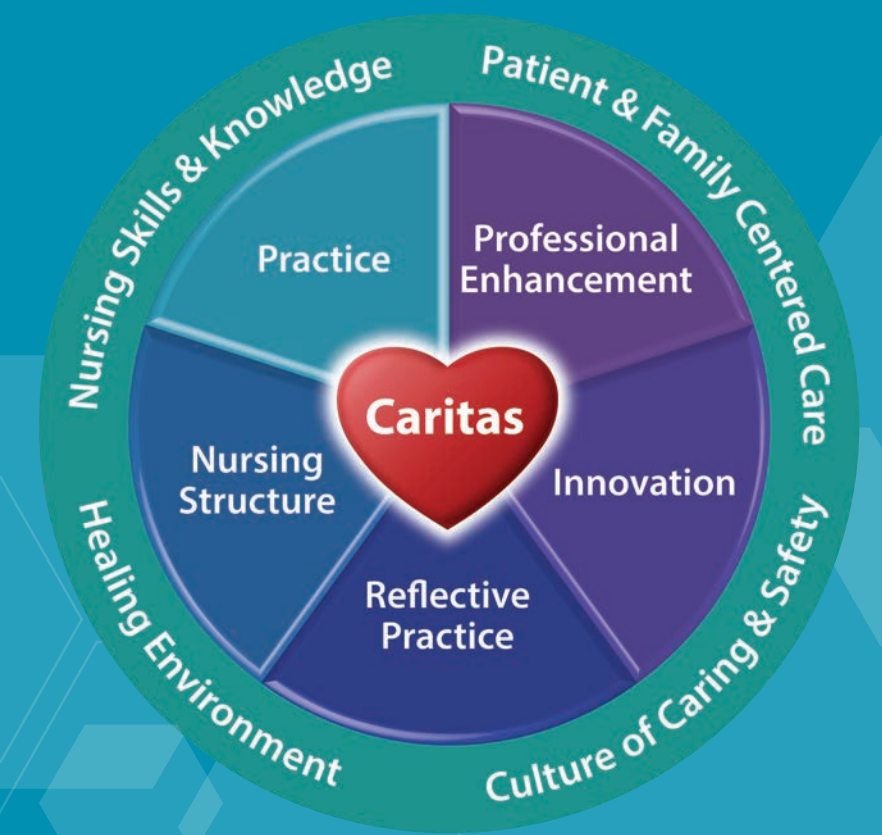 Nursing Skills & Knowledge
Patient & Family Centered Care
Practice
Professional
Enhancement
Caritas
Nursing
Structure
Innovation
Reflective
Practice
Healing Environment
Culture of Caring & Safety